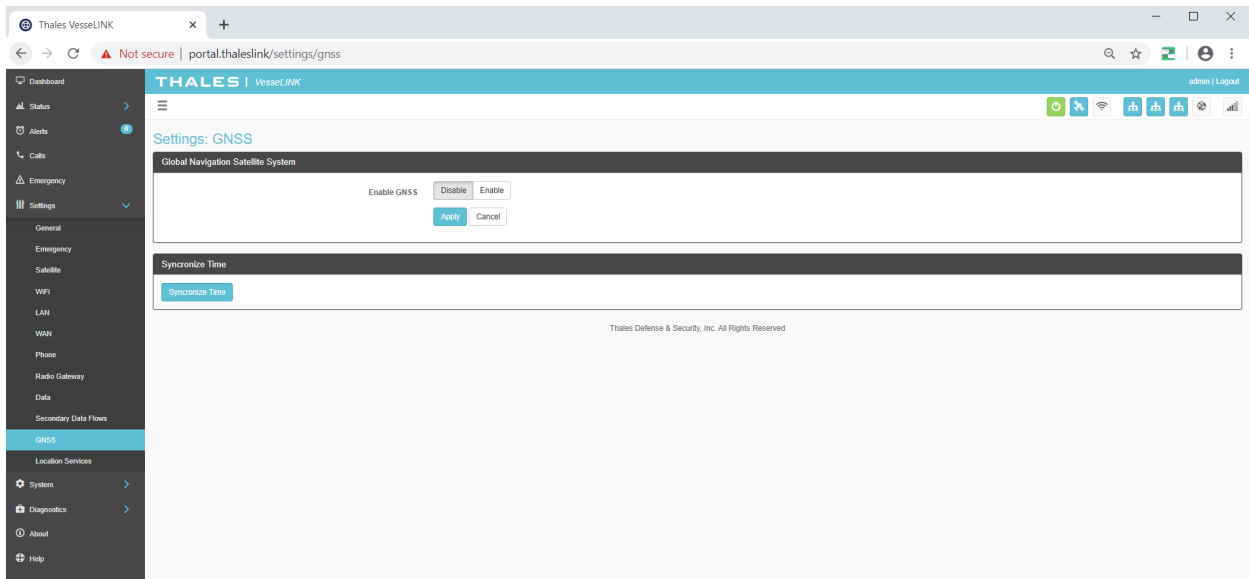 Thales VesseLINK
Not secure | portal.thaleslink/settings/gnss
Dashboard
THALES | VesseLINK
admin | Logout
Status
Alerts 0
Calls
Emergency
Settings
General
Emergency
Satellite
WiFi
LAN
WAN
Phone
Radio Gateway
Data
Secondary Data Flows
GNSS
Location Services
System
Diagnostics
About
Help
Settings: GNSS
Global Navigation Satellite System
Enable GNSS Disable Enable
Apply Cancel
Syncronize Time
Syncronize Time
Thales Defense & Security, Inc. All Rights Reserved